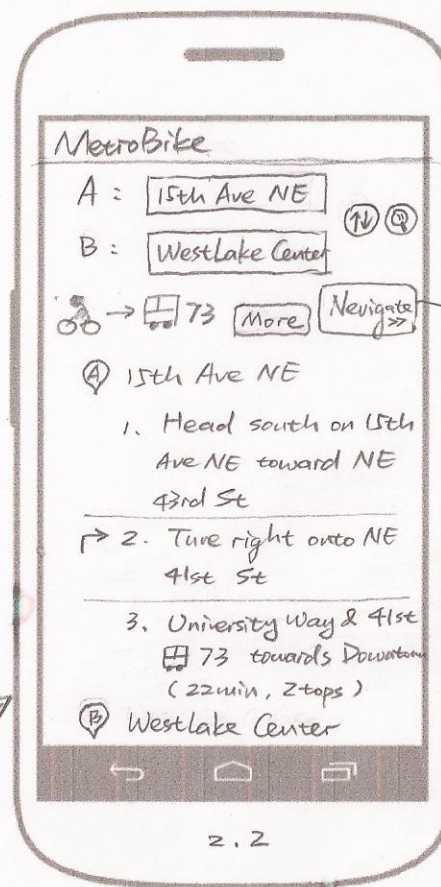 MetroBike
A : 15th Ave NE
B : WestLake Center
→ 73 More Nevigate >>
A 15th Ave NE
1. Head south on 15th
Ave NE toward NE
43rd St
2. Ture right onto NE
41st St
3. University Way & 41st
73 towards Downtown
(22min, 2tops)
B Westlake Center
2.2